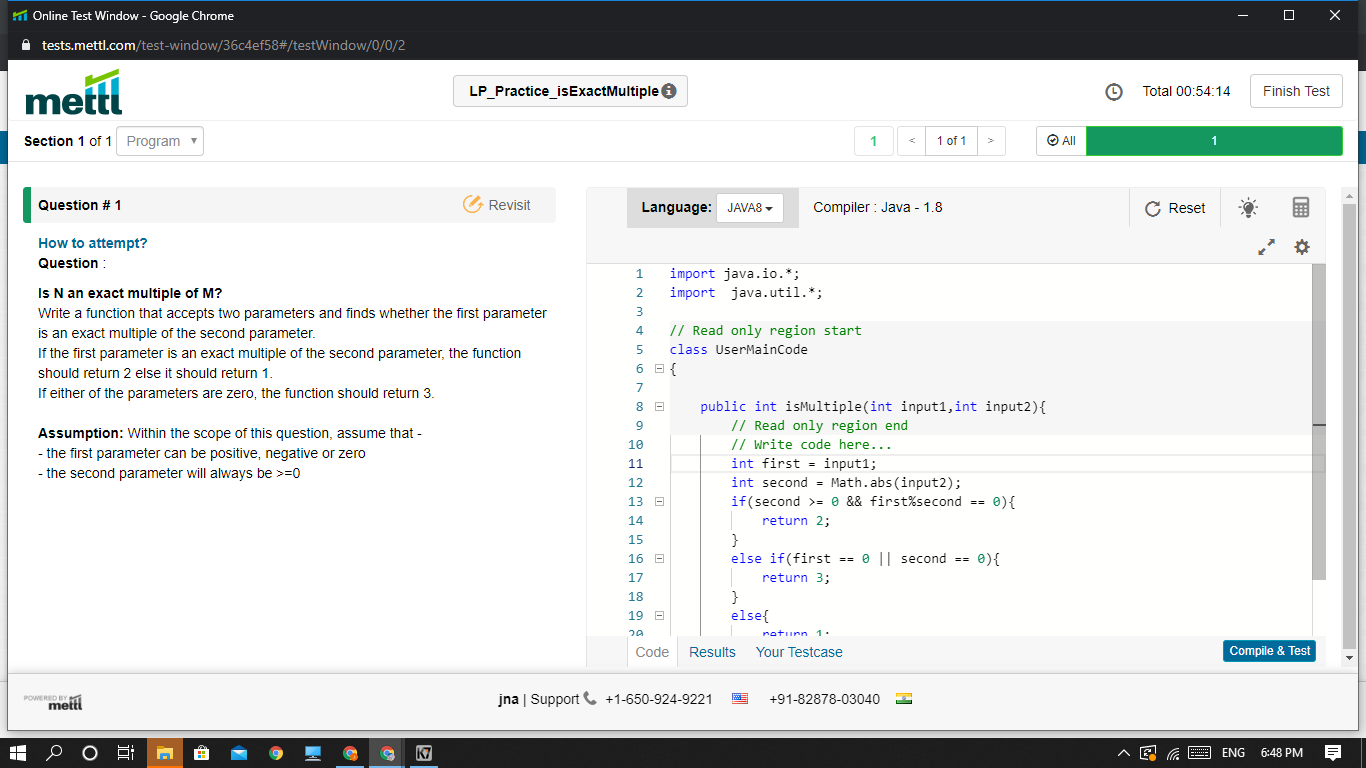 Online Test Window - Google Chrome
tests.mettl.com/test-window/36c4ef58#/testWindow/0/0/2
mettl
LP_Practice_isExactMultiple
Total 00:54:14
Finish Test
Section 1 of 1 Program
1 < 1 of 1 >
All 1
Question # 1
Revisit
How to attempt?
Question :
Is N an exact multiple of M?
Write a function that accepts two parameters and finds whether the first parameter
is an exact multiple of the second parameter.
If the first parameter is an exact multiple of the second parameter, the function
should return 2 else it should return 1.
If either of the parameters are zero, the function should return 3.
Assumption: Within the scope of this question, assume that -
- the first parameter can be positive, negative or zero
- the second parameter will always be >=0
Language: JAVA8 Compiler : Java - 1.8
Reset
1 import java.io.*;
2 import  java.util.*;
3
4 // Read only region start
5 class UserMainCode
6 {
7
8     public int isMultiple(int input1,int input2){
9         // Read only region end
10         // Write code here...
11         int first = input1;
12         int second = Math.abs(input2);
13         if(second >= 0 && first%second == 0){
14             return 2;
15         }
16         else if(first == 0 || second == 0){
17             return 3;
18         }
19         else{
20             return 1;
Code Results Your Testcase
Compile & Test
POWERED BY mettl
jna | Support +1-650-924-9221 +91-82878-03040
ENG 6:48 PM